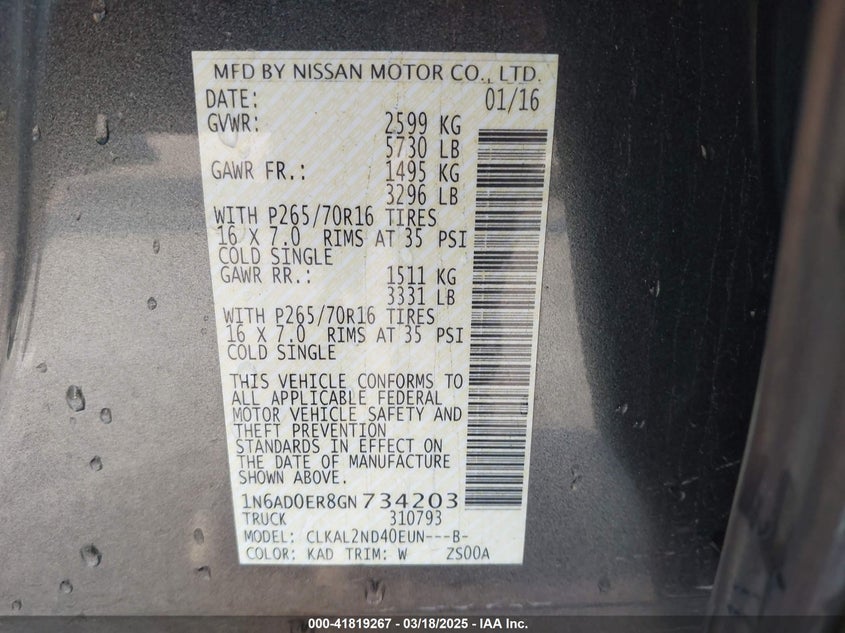 MFD BY NISSAN MOTOR CO., LTD.
DATE: 01/16
GVWR: 2599 KG
5730 LB
GAWR FR.: 1495 KG
3296 LB
WITH P265/70R16 TIRES
16 X 7.0 RIMS AT 35 PSI
COLD SINGLE
GAWR RR.: 1511 KG
3331 LB
WITH P265/70R16 TIRES
16 X 7.0 RIMS AT 35 PSI
COLD SINGLE
THIS VEHICLE CONFORMS TO
ALL APPLICABLE FEDERAL
MOTOR VEHICLE SAFETY AND
THEFT PREVENTION
STANDARDS IN EFFECT ON
THE DATE OF MANUFACTURE
SHOWN ABOVE.
1N6AD0ER8GN734203
TRUCK 310793
MODEL: CLKAL2ND40EUN---B-
COLOR: KAD TRIM: W ZS00A
000-41819267 - 03/18/2025 - IAA Inc.